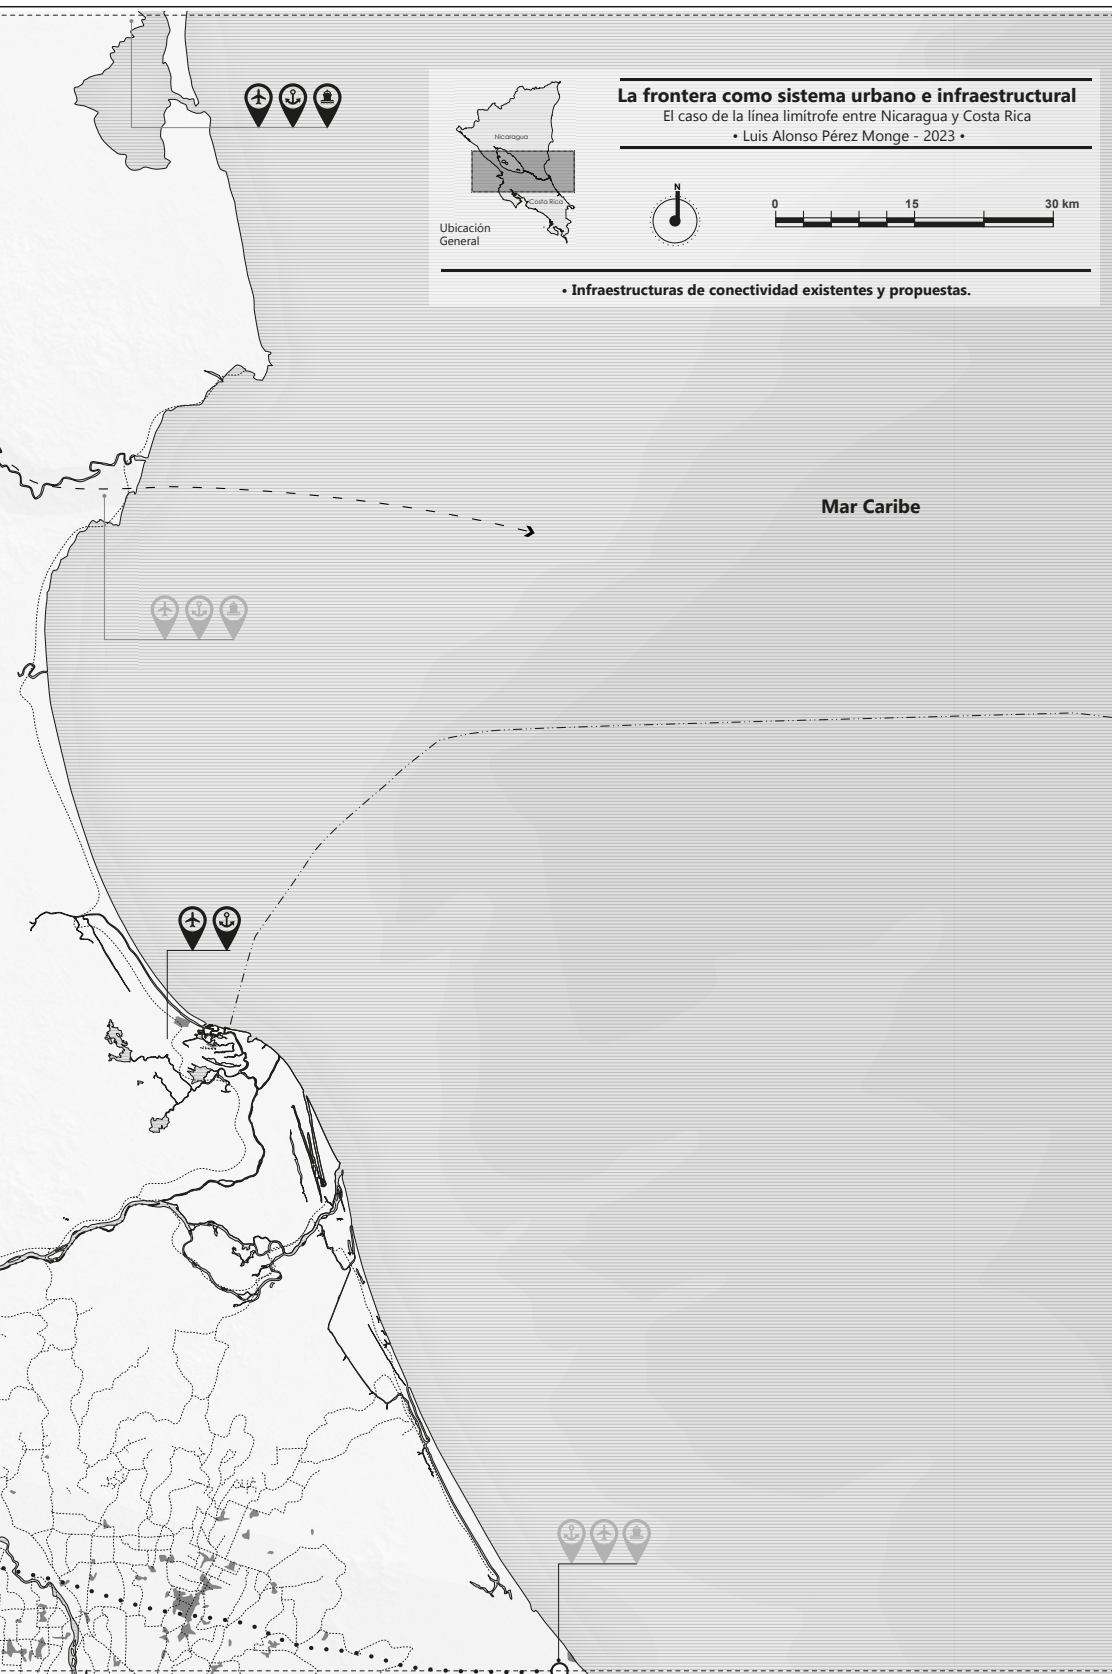 La frontera como sistema urbano e infraestructural
El caso de la línea limítrofe entre Nicaragua y Costa Rica
• Luis Alonso Pérez Monge - 2023 •
Nicaragua
Costa Rica
Ubicación
General
N
0 15 30 km
• Infraestructuras de conectividad existentes y propuestas.
Mar Caribe